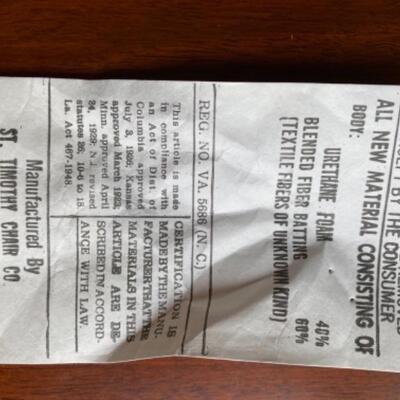 BY THE CONSUMER
ALL NEW MATERIAL CONSISTING OF
BODY:
URETHANE FOAM 40%
BLENDED FIBER BATTING 60%
(TEXTILE FIBERS OF UNKNOWN KIND)
REG. NO. VA. 5686 (N. C.)
This article is made
in compliance with
an Act of Dist. of
Columbia approved
July 3, 1926; Kansas
approved March 1923,
Minn. approved April
24, 1929; N.J. revised
statutes 26, 10-6 to 18.
La. Act 467-1948.
CERTIFICATION IS
MADE BY THE MANU-
FACTURER THAT THE
MATERIALS IN THIS
ARTICLE ARE DE-
SCRIBED IN ACCORD-
ANCE WITH LAW.
Manufactured By
ST. TIMOTHY CHAIR CO.